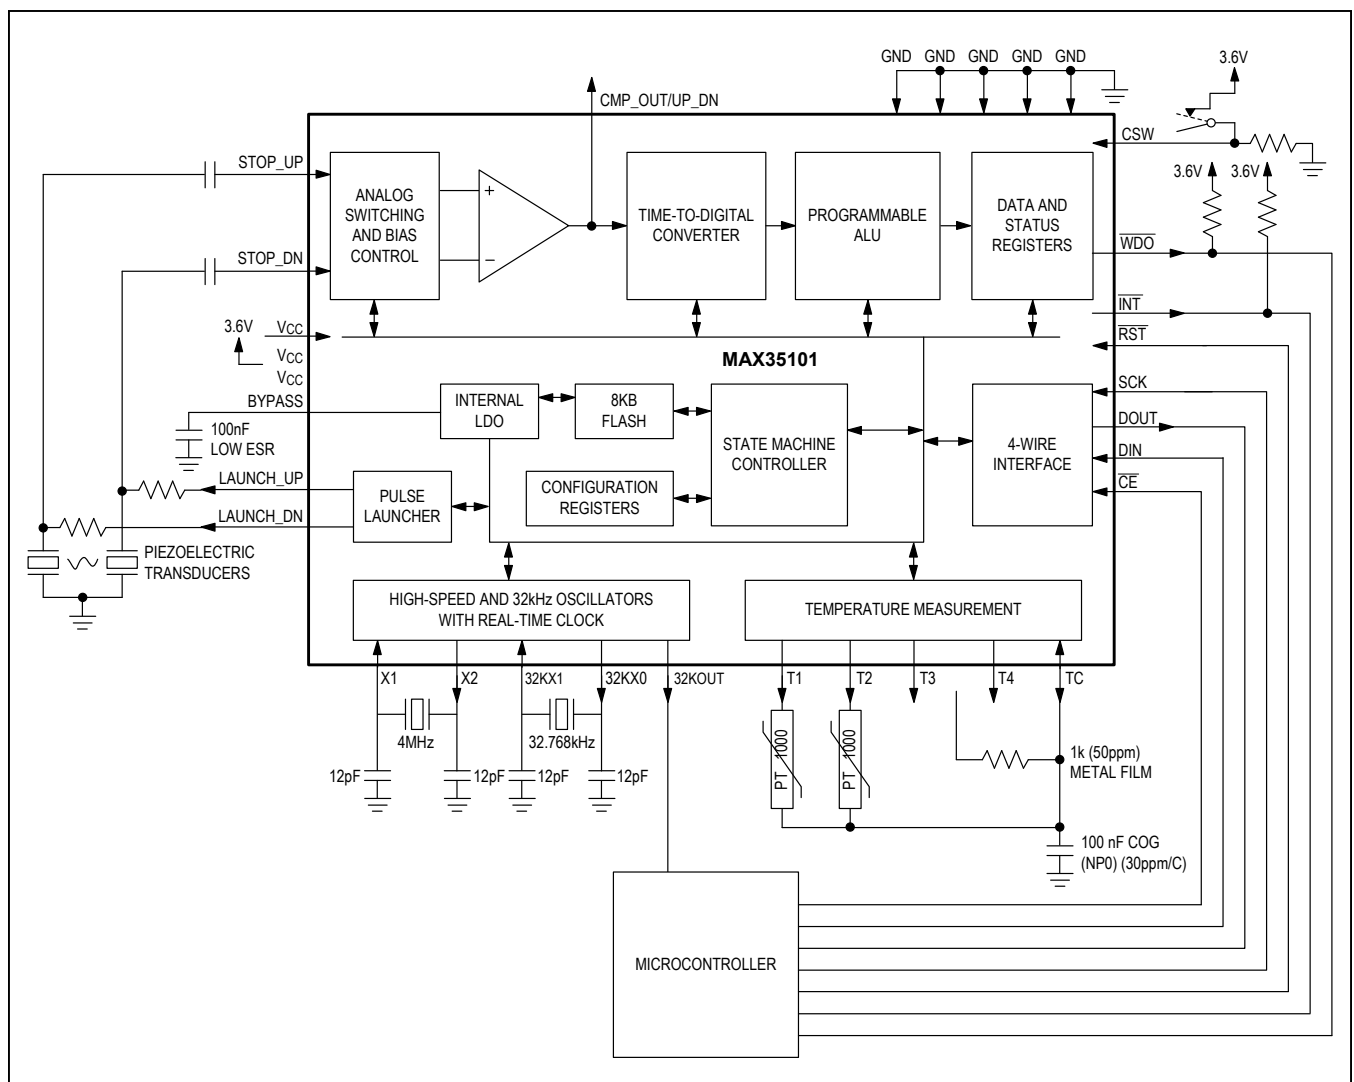 GND GND GND GND GND
3.6V
CMP_OUT/UP_DN
CSW
STOP_UP
3.6V 3.6V
ANALOG
SWITCHING
AND BIAS
CONTROL
+
−
TIME-TO-DIGITAL
CONVERTER
PROGRAMMABLE
ALU
DATA AND
STATUS
REGISTERS
WDO
STOP_DN
INT
3.6V
VCC
VCC
VCC
RST
MAX35101
BYPASS
100nF
LOW ESR
INTERNAL
LDO
8KB
FLASH
STATE MACHINE
CONTROLLER
4-WIRE
INTERFACE
SCK
DOUT
DIN
CE
LAUNCH_UP
LAUNCH_DN
PULSE
LAUNCHER
CONFIGURATION
REGISTERS
PIEZOELECTRIC
TRANSDUCERS
HIGH-SPEED AND 32kHz OSCILLATORS
WITH REAL-TIME CLOCK
TEMPERATURE MEASUREMENT
X1 X2 32KX1 32KX0 32KOUT T1 T2 T3 T4 TC
4MHz 32.768kHz
12pF 12pF 12pF 12pF
PT 1000
PT 1000
1k (50ppm)
METAL FILM
100 nF COG
(NP0) (30ppm/C)
MICROCONTROLLER